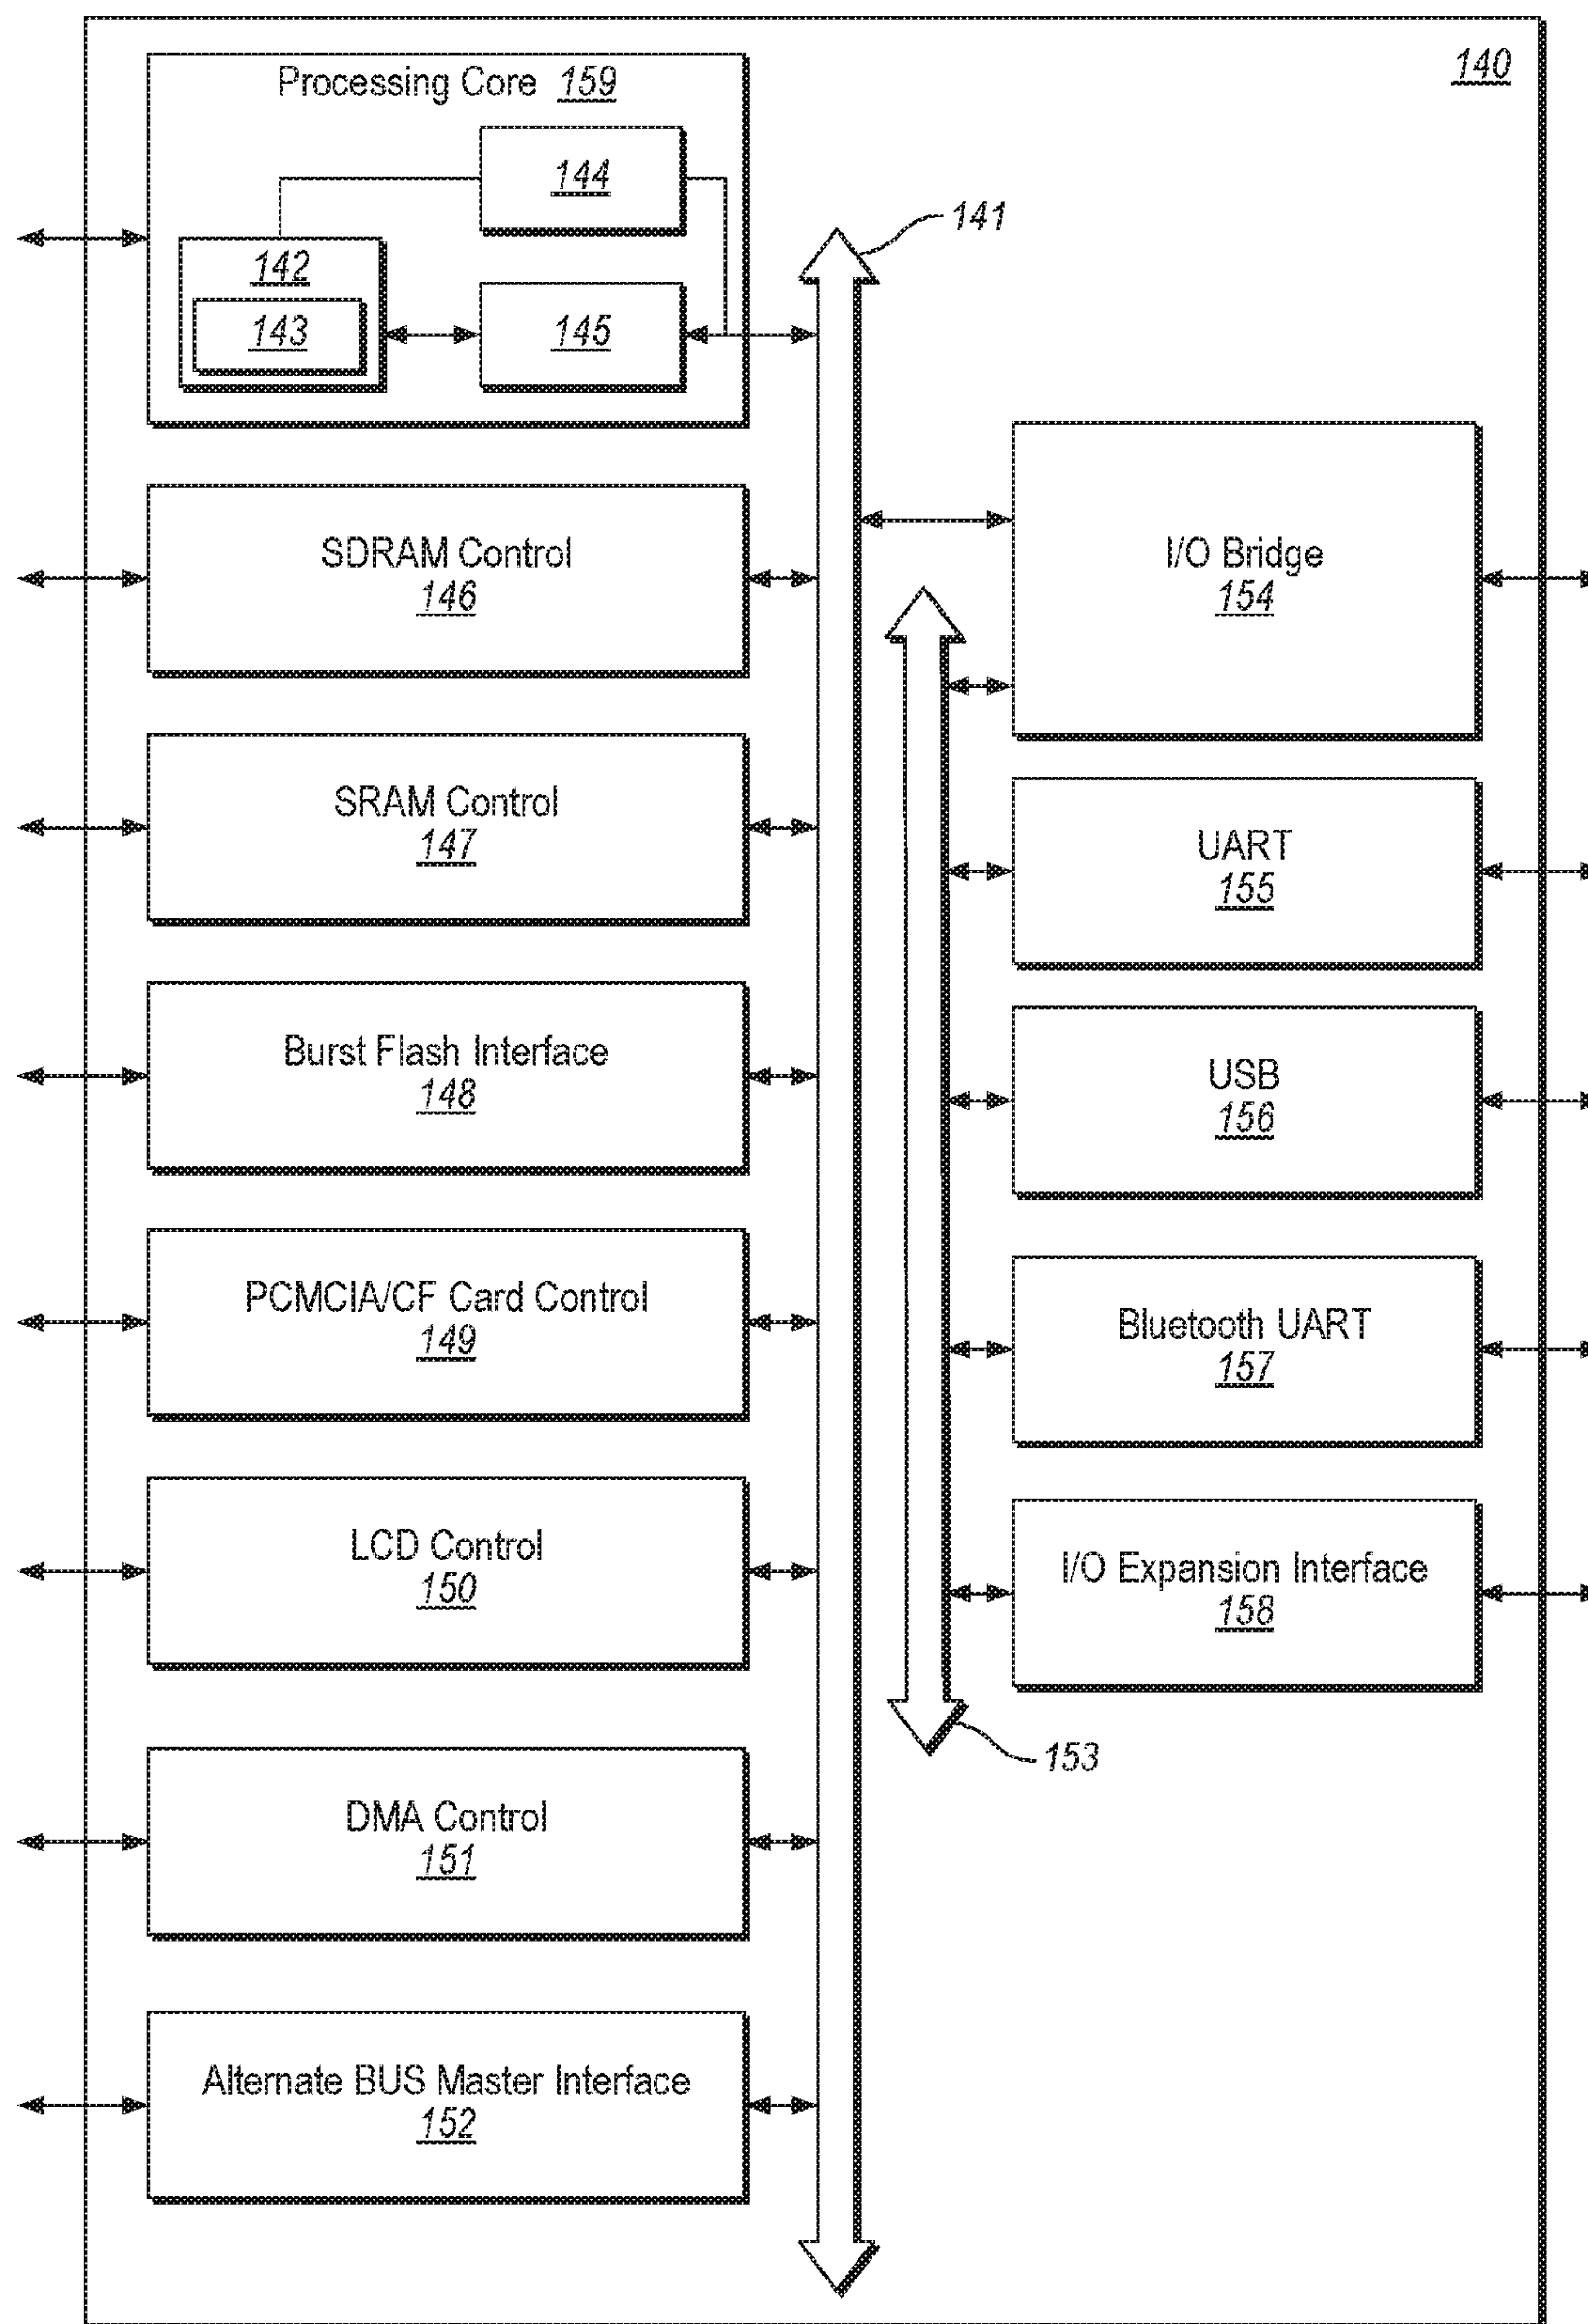 140
Processing Core 159
144
142
143
145
141
SDRAM Control
146
SRAM Control
147
Burst Flash Interface
148
PCMCIA/CF Card Control
149
LCD Control
150
DMA Control
151
Alternate BUS Master Interface
152
I/O Bridge
154
UART
155
USB
156
Bluetooth UART
157
I/O Expansion Interface
158
153